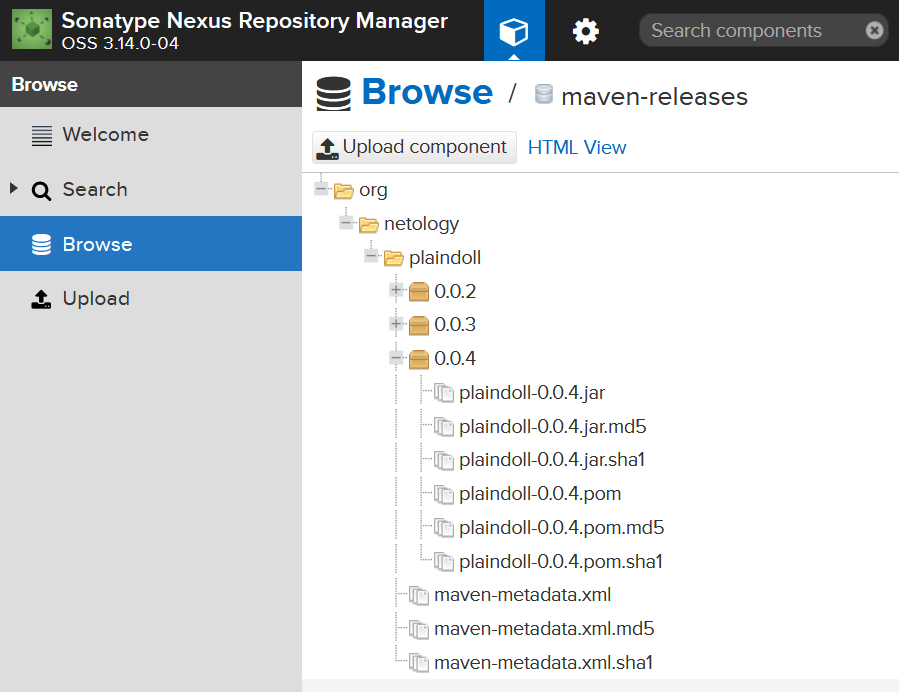 Sonatype Nexus Repository Manager
OSS 3.14.0-04
Search components
Browse
Welcome
Search
Browse
Upload
Browse / maven-releases
Upload component HTML View
org
netology
plaindoll
0.0.2
0.0.3
0.0.4
plaindoll-0.0.4.jar
plaindoll-0.0.4.jar.md5
plaindoll-0.0.4.jar.sha1
plaindoll-0.0.4.pom
plaindoll-0.0.4.pom.md5
plaindoll-0.0.4.pom.sha1
maven-metadata.xml
maven-metadata.xml.md5
maven-metadata.xml.sha1